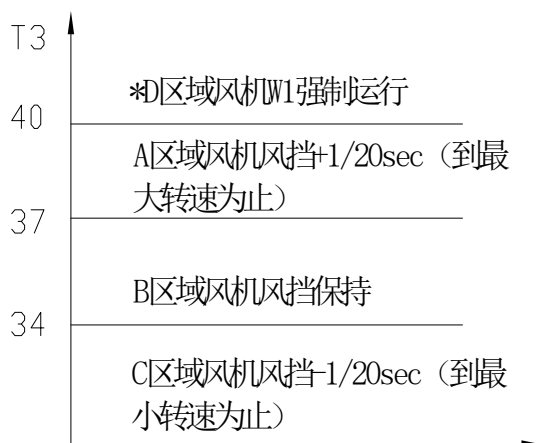 T3
*D区域风机W1强制运行
40
A区域风机风挡+1/20sec（到最
大转速为止）
37
B区域风机风挡保持
34
C区域风机风挡-1/20sec（到最
小转速为止）